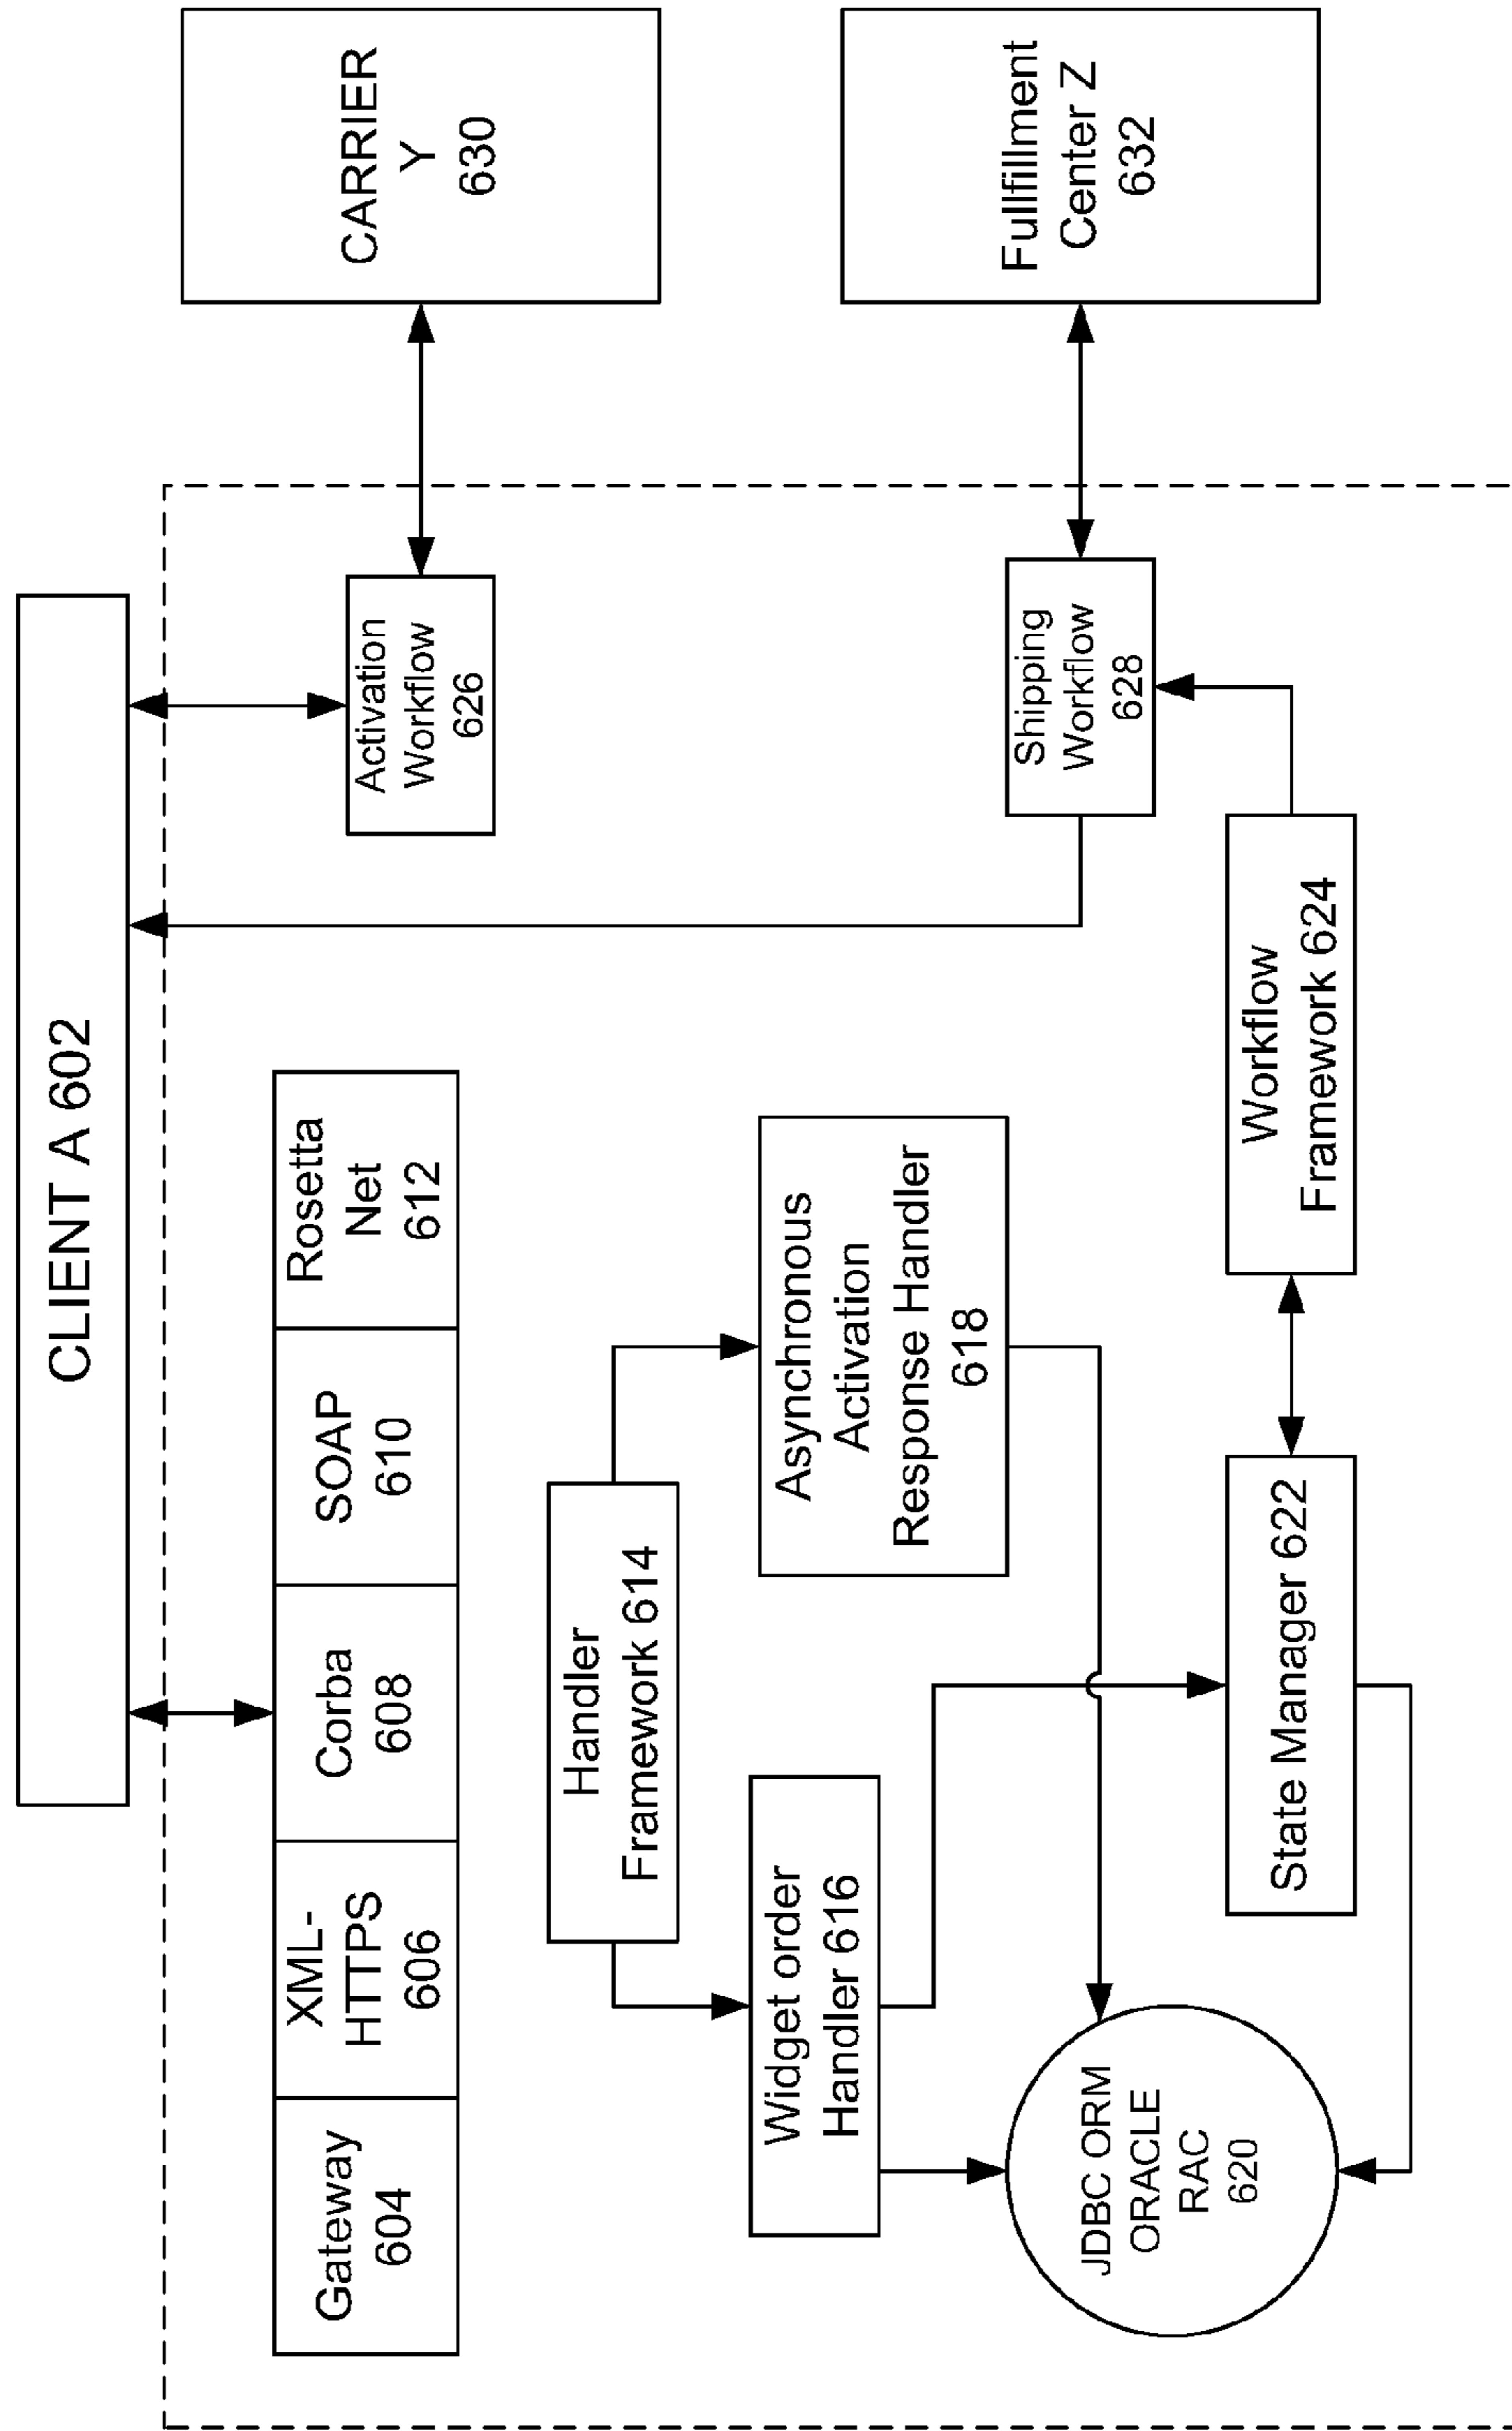 CLIENT A 602
Gateway
604
XML-
HTTPS
606
Corba
608
SOAP
610
Rosetta
Net
612
Activation
Workflow
626
CARRIER
Y
630
Handler
Framework 614
Widget order
Handler 616
Asynchronous
Activation
Response Handler
618
JDBC ORM
ORACLE
RAC
620
State Manager 622
Workflow
Framework 624
Shipping
Workflow
628
Fullfillment
Center Z
632